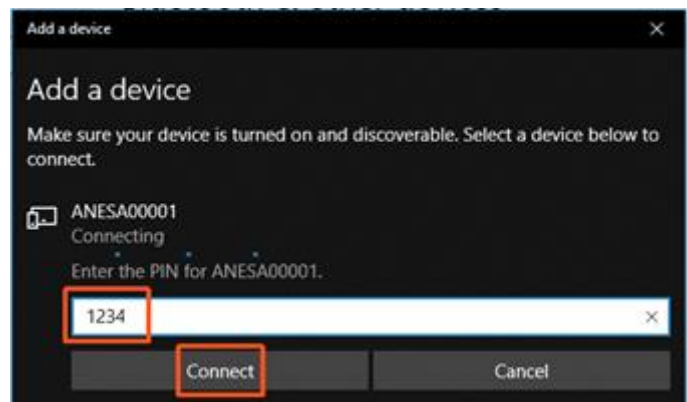 Add a device
Add a device
Make sure your device is turned on and discoverable. Select a device below to
connect.
ANESA00001
Connecting
Enter the PIN for ANESA00001.
1234
Connect
Cancel